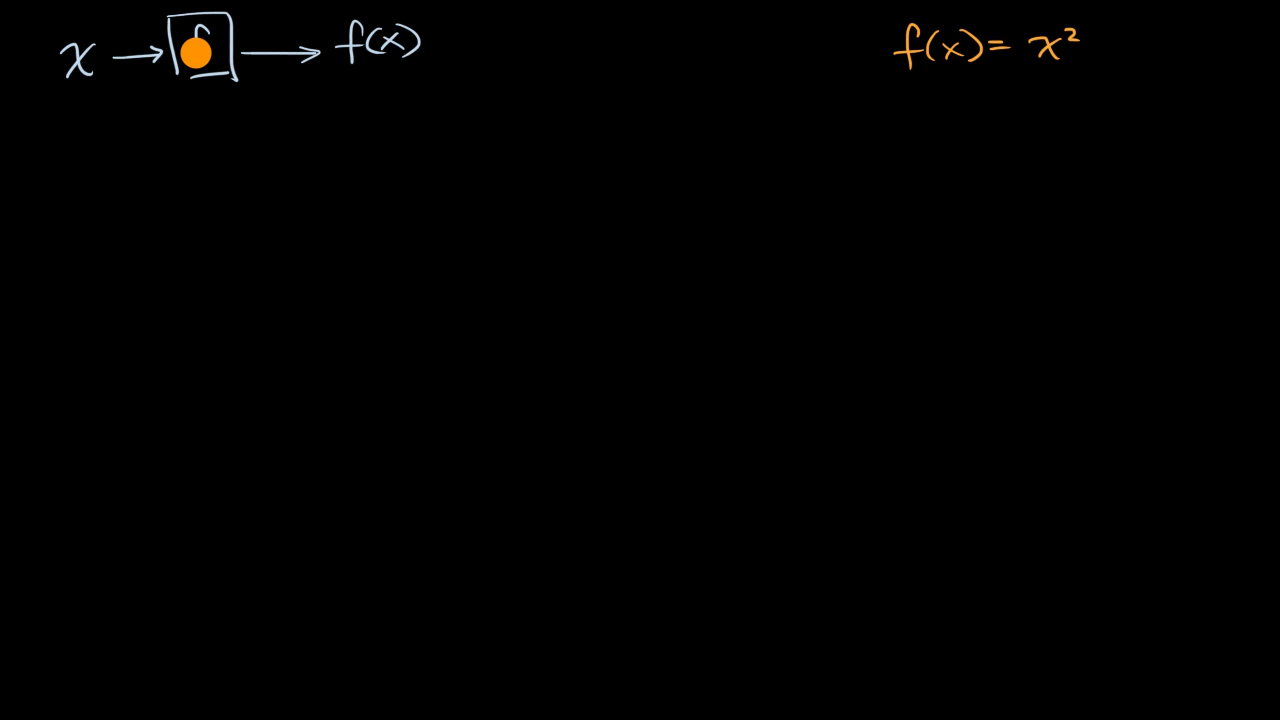 x → f → f(x)
f(x) = x²